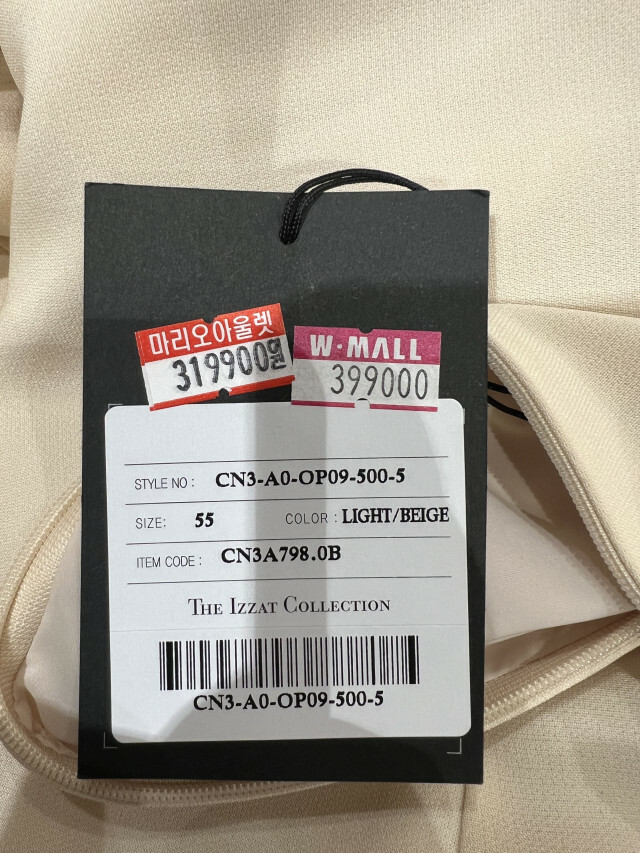 마리오아울렛
319900원
W·MALL
399000
STYLE NO : CN3-A0-OP09-500-5
SIZE: 55 COLOR : LIGHT/BEIGE
ITEM CODE : CN3A798.0B
THE IZZAT COLLECTION
CN3-A0-OP09-500-5